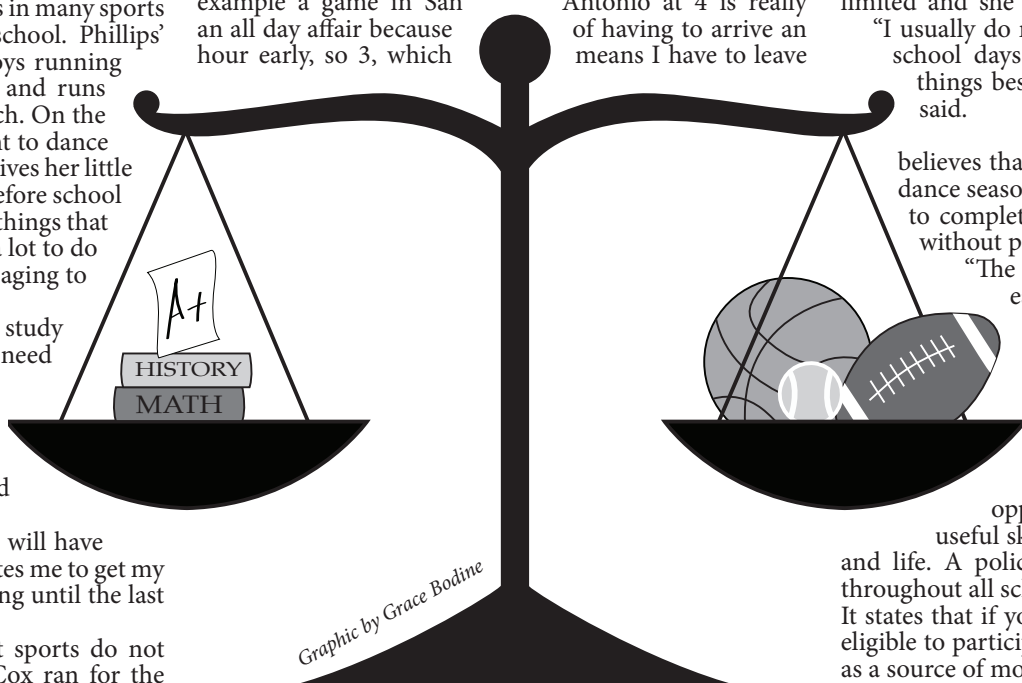 s in many sports
school. Phillips’
running
and runs
ch. On the
to dance
ives her little
efore school
things that
lot to do
aging to
study
need
will have
tes me to get my
ng until the last
sports do not
Cox ran for the
example a game in San
an all day affair because
hour early, so 3, which
Antonio at 4 is really
of having to arrive an
means I have to leave
limited and she
“I usually do
school days
things bes
said.
believes tha
dance seaso
to complet
without p
“The
opp
useful sk
and life. A polic
throughout all sc
It states that if yo
eligible to particip
as a source of mo
A+
HISTORY
MATH
Graphic by Grace Bodine